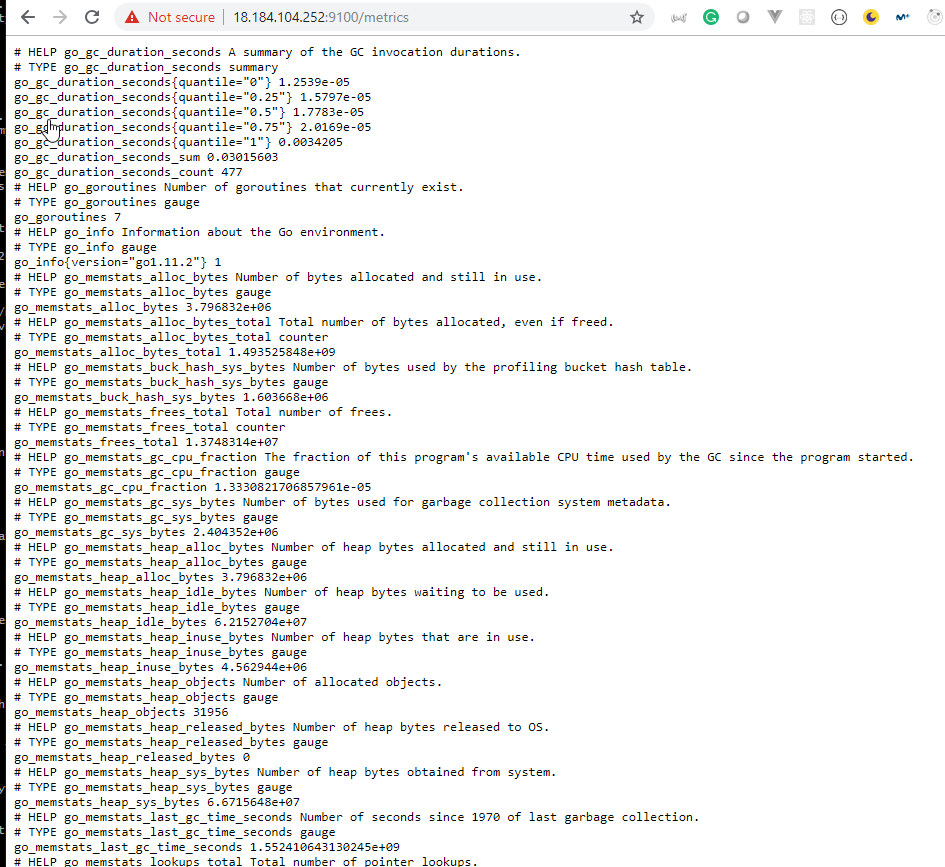 Not secure | 18.184.104.252:9100/metrics
# HELP go_gc_duration_seconds A summary of the GC invocation durations.
# TYPE go_gc_duration_seconds summary
go_gc_duration_seconds{quantile="0"} 1.2539e-05
go_gc_duration_seconds{quantile="0.25"} 1.5797e-05
go_gc_duration_seconds{quantile="0.5"} 1.7783e-05
go_gc_duration_seconds{quantile="0.75"} 2.0169e-05
go_gc_duration_seconds{quantile="1"} 0.0034205
go_gc_duration_seconds_sum 0.03015603
go_gc_duration_seconds_count 477
# HELP go_goroutines Number of goroutines that currently exist.
# TYPE go_goroutines gauge
go_goroutines 7
# HELP go_info Information about the Go environment.
# TYPE go_info gauge
go_info{version="go1.11.2"} 1
# HELP go_memstats_alloc_bytes Number of bytes allocated and still in use.
# TYPE go_memstats_alloc_bytes gauge
go_memstats_alloc_bytes 3.796832e+06
# HELP go_memstats_alloc_bytes_total Total number of bytes allocated, even if freed.
# TYPE go_memstats_alloc_bytes_total counter
go_memstats_alloc_bytes_total 1.493525848e+09
# HELP go_memstats_buck_hash_sys_bytes Number of bytes used by the profiling bucket hash table.
# TYPE go_memstats_buck_hash_sys_bytes gauge
go_memstats_buck_hash_sys_bytes 1.603668e+06
# HELP go_memstats_frees_total Total number of frees.
# TYPE go_memstats_frees_total counter
go_memstats_frees_total 1.3748314e+07
# HELP go_memstats_gc_cpu_fraction The fraction of this program's available CPU time used by the GC since the program started.
# TYPE go_memstats_gc_cpu_fraction gauge
go_memstats_gc_cpu_fraction 1.3330821706857961e-05
# HELP go_memstats_gc_sys_bytes Number of bytes used for garbage collection system metadata.
# TYPE go_memstats_gc_sys_bytes gauge
go_memstats_gc_sys_bytes 2.404352e+06
# HELP go_memstats_heap_alloc_bytes Number of heap bytes allocated and still in use.
# TYPE go_memstats_heap_alloc_bytes gauge
go_memstats_heap_alloc_bytes 3.796832e+06
# HELP go_memstats_heap_idle_bytes Number of heap bytes waiting to be used.
# TYPE go_memstats_heap_idle_bytes gauge
go_memstats_heap_idle_bytes 6.2152704e+07
# HELP go_memstats_heap_inuse_bytes Number of heap bytes that are in use.
# TYPE go_memstats_heap_inuse_bytes gauge
go_memstats_heap_inuse_bytes 4.562944e+06
# HELP go_memstats_heap_objects Number of allocated objects.
# TYPE go_memstats_heap_objects gauge
go_memstats_heap_objects 31956
# HELP go_memstats_heap_released_bytes Number of heap bytes released to OS.
# TYPE go_memstats_heap_released_bytes gauge
go_memstats_heap_released_bytes 0
# HELP go_memstats_heap_sys_bytes Number of heap bytes obtained from system.
# TYPE go_memstats_heap_sys_bytes gauge
go_memstats_heap_sys_bytes 6.6715648e+07
# HELP go_memstats_last_gc_time_seconds Number of seconds since 1970 of last garbage collection.
# TYPE go_memstats_last_gc_time_seconds gauge
go_memstats_last_gc_time_seconds 1.552410643130245e+09
# HELP go_memstats_lookups_total Total number of pointer lookups.